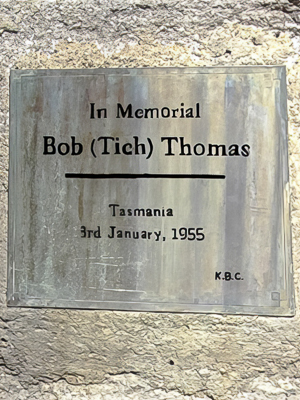 In Memorial
Bob (Tich) Thomas
Tasmania
3rd January, 1955
K.B.C.